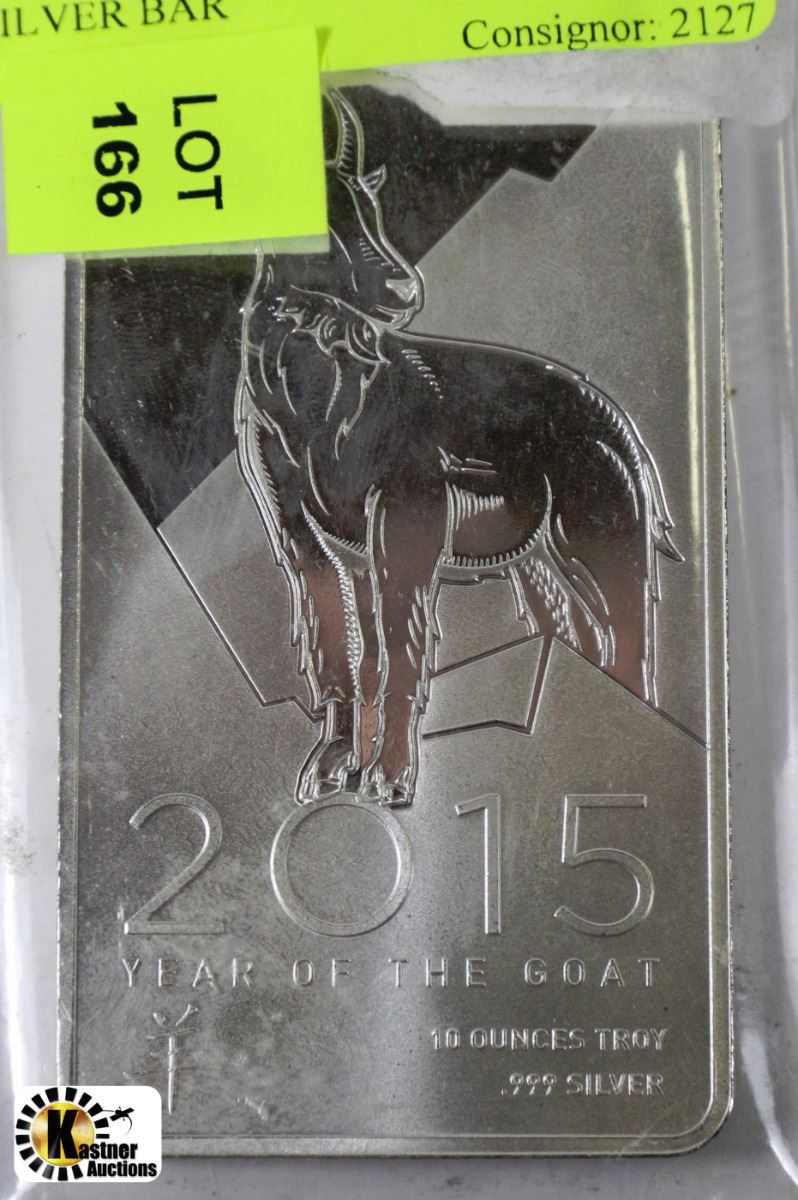 ILVER BAR
Consignor: 2127
LOT
166
2015
YEAR OF THE GOAT
羊
10 OUNCES TROY
.999 SILVER
Kastner
Auctions